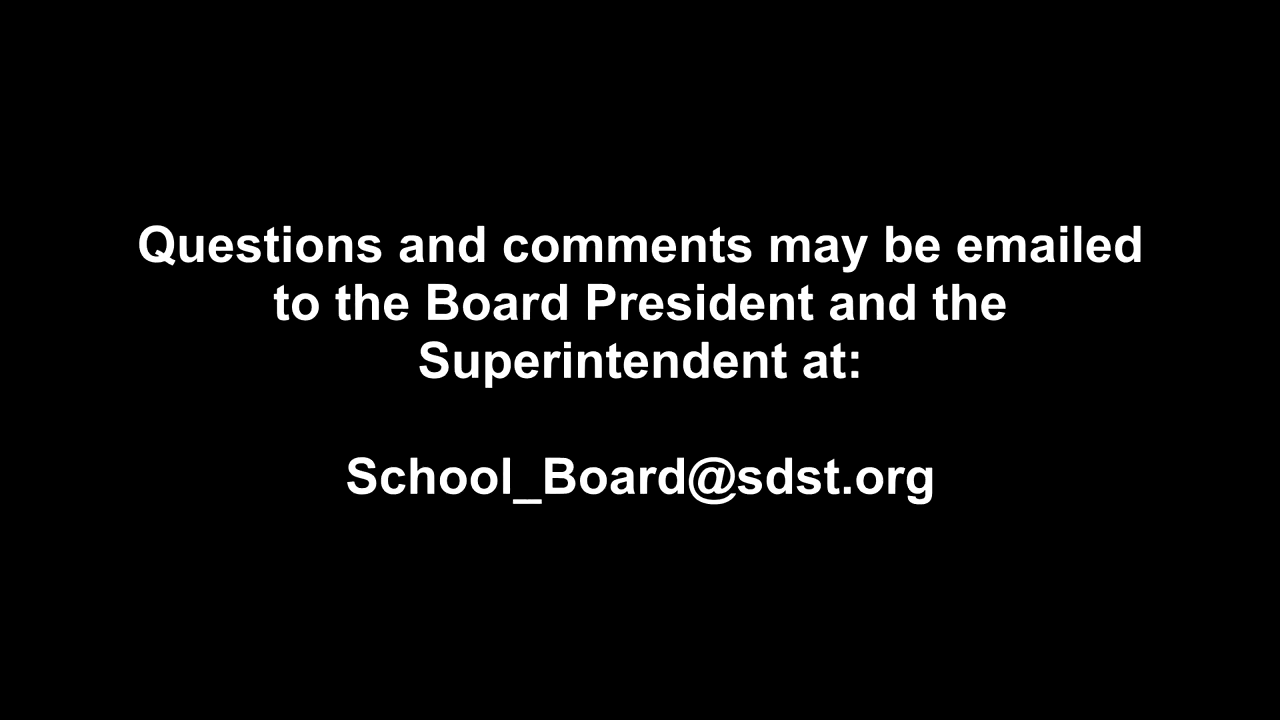 Questions and comments may be emailed
to the Board President and the
Superintendent at:
School_Board@sdst.org